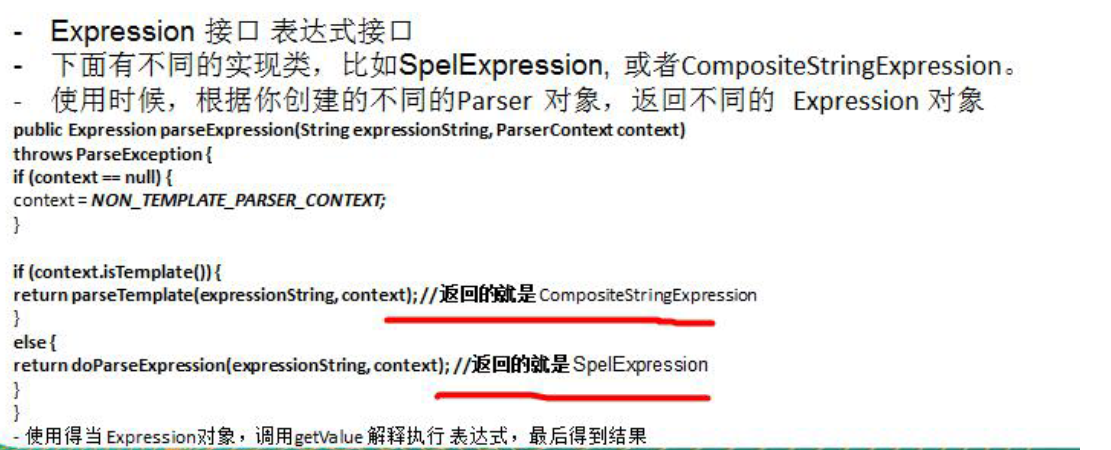 - Expression 接口 表达式接口
- 下面有不同的实现类，比如SpelExpression, 或者CompositeStringExpression。
- 使用时候，根据你创建的不同的Parser 对象，返回不同的 Expression 对象
public Expression parseExpression(String expressionString, ParserContext context)
throws ParseException {
if (context == null) {
context = NON_TEMPLATE_PARSER_CONTEXT;
}
if (context.isTemplate()) {
return parseTemplate(expressionString, context); //返回的就是 CompositeStringExpression
}
else {
return doParseExpression(expressionString, context); //返回的就是 SpelExpression
}
}
- 使用得当 Expression对象，调用getValue 解释执行 表达式，最后得到结果